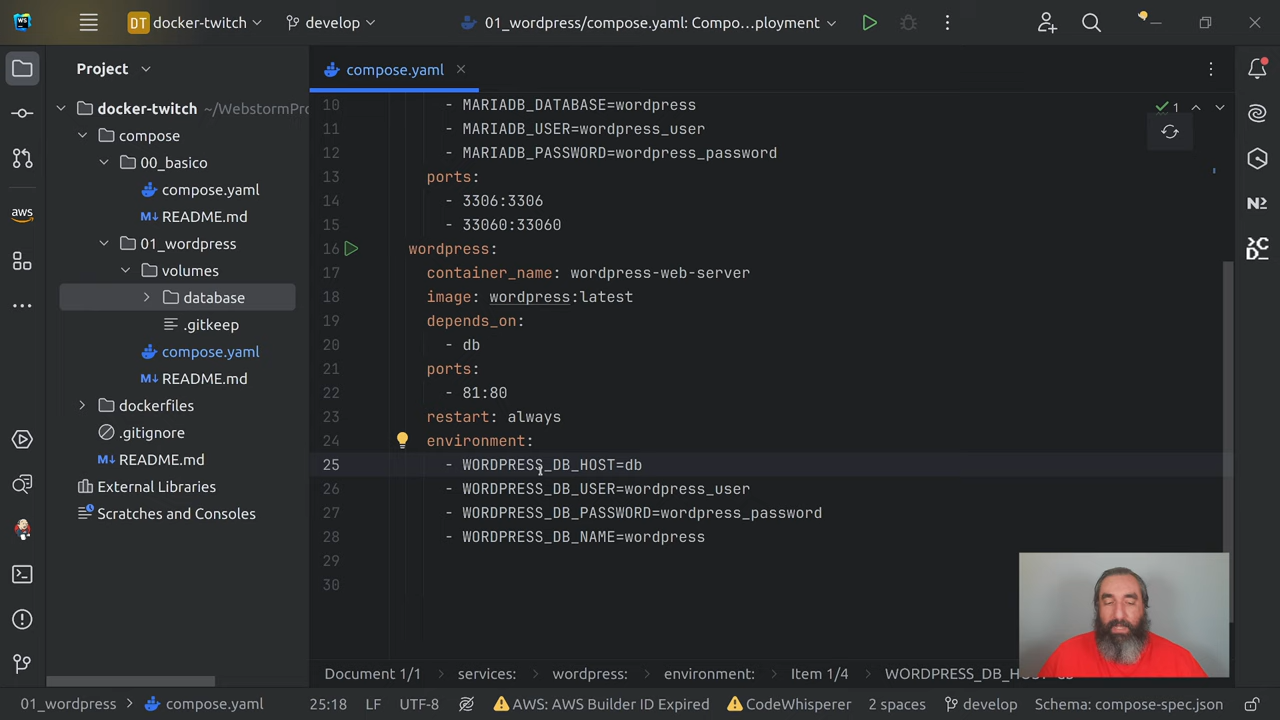 DT docker-twitch develop 01_wordpress/compose.yaml: Compo...ployment
Project
compose.yaml
docker-twitch ~/WebstormPro
compose
00_basico
compose.yaml
README.md
01_wordpress
volumes
database
.gitkeep
compose.yaml
README.md
dockerfiles
.gitignore
README.md
External Libraries
Scratches and Consoles
aws
10 - MARIADB_DATABASE=wordpress
11 - MARIADB_USER=wordpress_user
12 - MARIADB_PASSWORD=wordpress_password
13 ports:
14 - 3306:3306
15 - 33060:33060
16 wordpress:
17 container_name: wordpress-web-server
18 image: wordpress:latest
19 depends_on:
20 - db
21 ports:
22 - 81:80
23 restart: always
24 environment:
25 - WORDPRESS_DB_HOST=db
26 - WORDPRESS_DB_USER=wordpress_user
27 - WORDPRESS_DB_PASSWORD=wordpress_password
28 - WORDPRESS_DB_NAME=wordpress
29
30
1
Document 1/1 services: wordpress: environment: Item 1/4
01_wordpress compose.yaml 25:18 LF UTF-8 AWS: AWS Builder ID Expired CodeWhisperer 2 spaces develop Schema: compose-spec.json